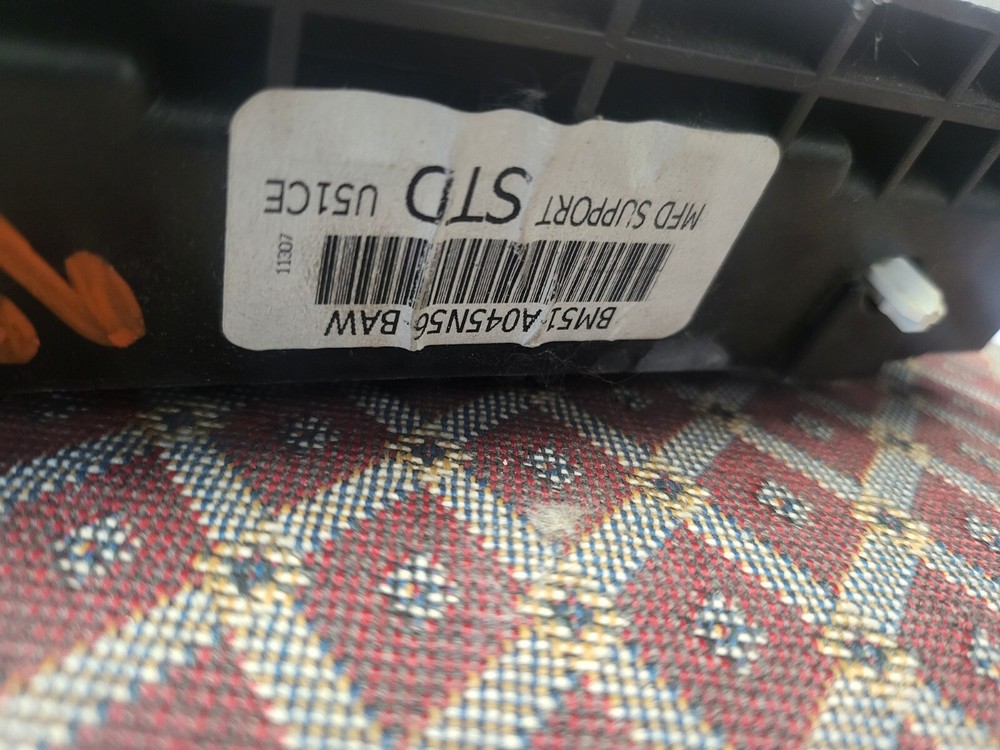 BM51 A045N56 BAW
11307
MFD SUPPORT STD U51CE